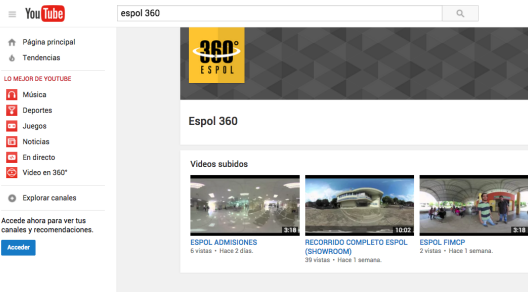 YouTube
espol 360
Página principal
Tendencias
LO MEJOR DE YOUTUBE
Música
Deportes
Juegos
Noticias
En directo
Video en 360°
Explorar canales
Accede ahora para ver tus
canales y recomendaciones.
Acceder
360°
ESPOL
Espol 360
Videos subidos
3:18
ESPOL ADMISIONES
6 vistas • Hace 2 días.
10:02
RECORRIDO COMPLETO ESPOL
(SHOWROOM)
39 vistas • Hace 1 semana.
3:18
ESPOL FIMCP
2 vistas • Hace 1 semana.